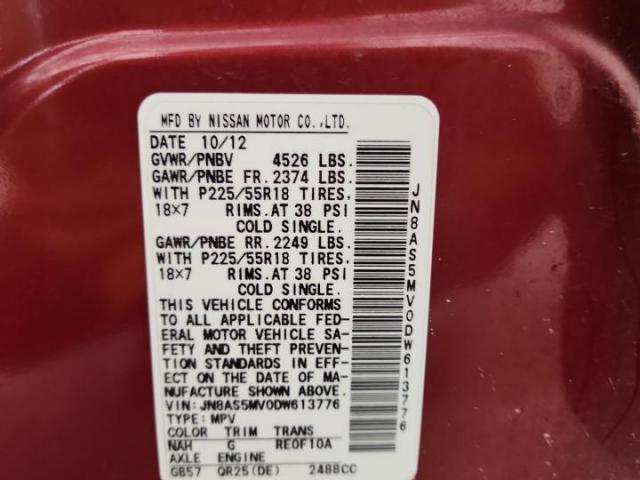 MFD BY NISSAN MOTOR CO.,LTD.
DATE 10/12
GVWR/PNBV 4526 LBS.
GAWR/PNBE FR. 2374 LBS.
WITH P225/55R18 TIRES.
18X7 RIMS. AT 38 PSI
COLD SINGLE.
GAWR/PNBE RR. 2249 LBS.
WITH P225/55R18 TIRES.
18X7 RIMS. AT 38 PSI
COLD SINGLE.
THIS VEHICLE CONFORMS
TO ALL APPLICABLE FED-
ERAL MOTOR VEHICLE SA-
FETY AND THEFT PREVEN-
TION STANDARDS IN EFF-
ECT ON THE DATE OF MA-
NUFACTURE SHOWN ABOVE.
VIN: JN8AS5MV0DW613776
TYPE: MPV
COLOR TRIM TRANS
NAH G RE0F10A
AXLE ENGINE
GB57 QR25(DE) 2488CC
JN8AS5MV0DW613776